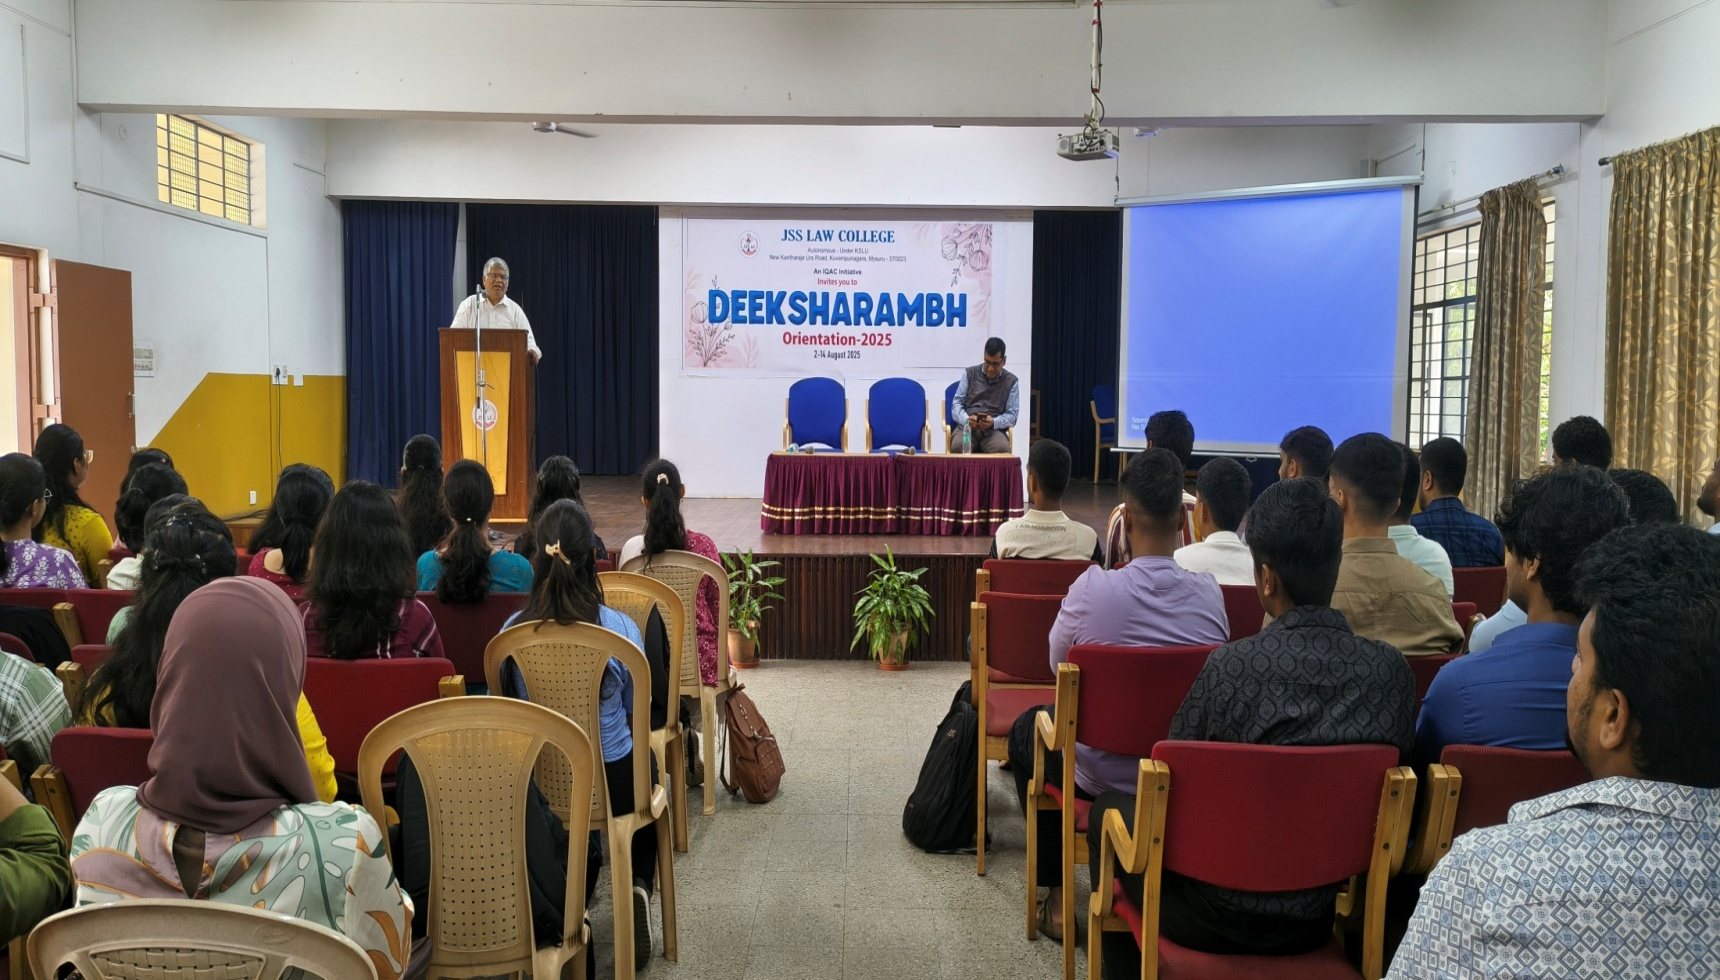 JSS LAW COLLEGE
Autonomous - Under KSLU
New Kantharaja Urs Road, Kuvempunagara, Mysuru - 570023
An IQAC Initiative
Invites you to
DEEKSHARAMBH
Orientation-2025
2-14 August 2025